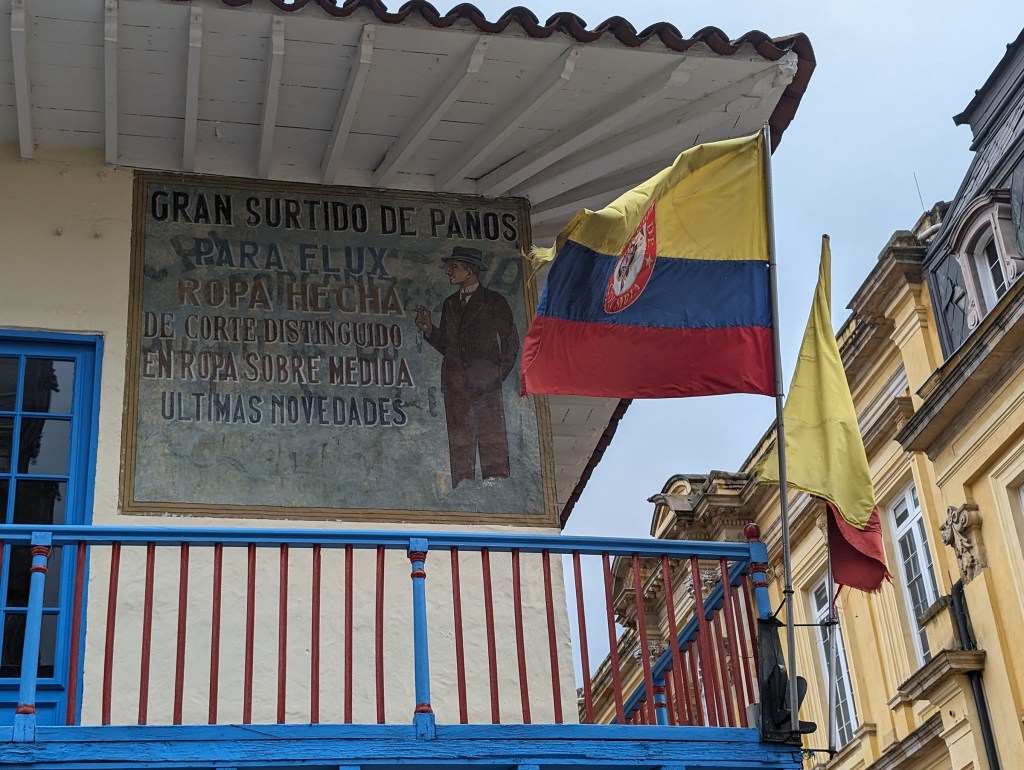 GRAN SURTIDO DE PAÑOS
PARA FLUX
ROPA HECHA
DE CORTE DISTINGUIDO
EN ROPA SOBRE MEDIDA
ULTIMAS NOVEDADES